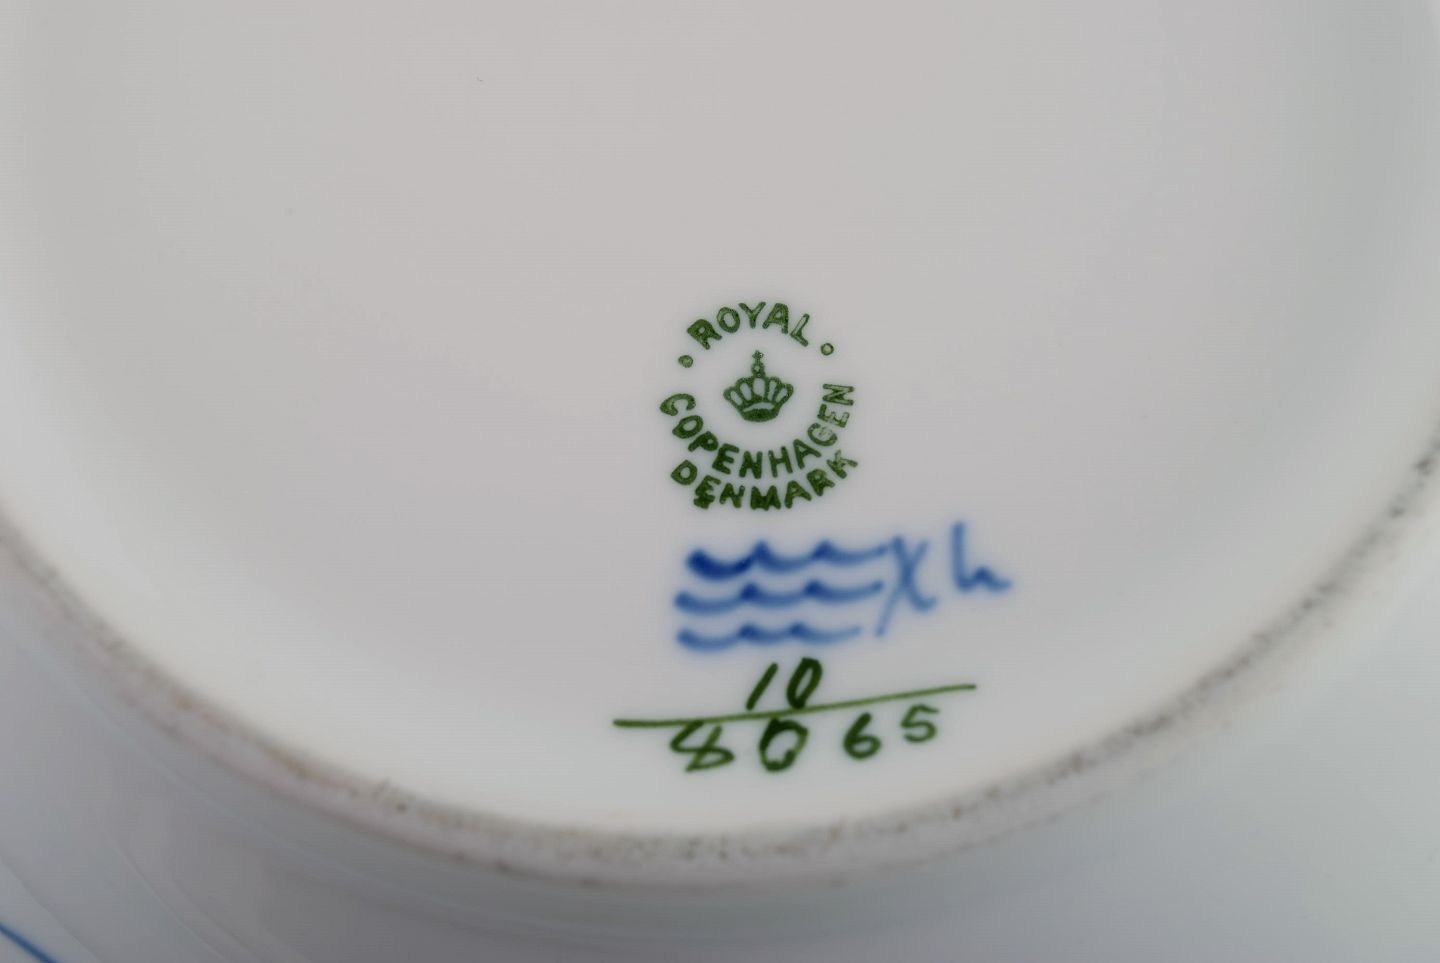 · ROYAL ·
COPENHAGEN
DENMARK
Xh
10
8065